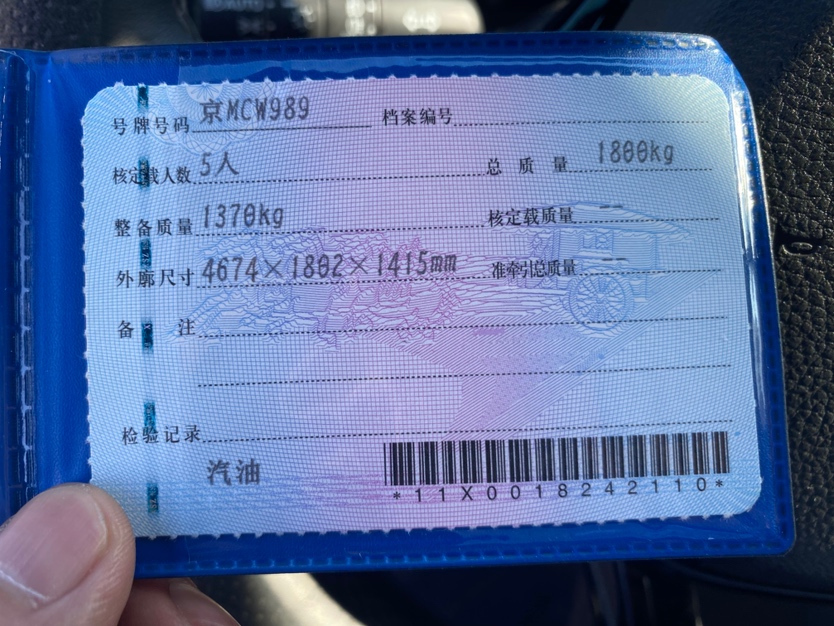 号牌号码 京MCW989 档案编号
核定载人数 5人 总质量 1800kg
整备质量 1370kg 核定载质量 --
外廓尺寸 4674×1802×1415mm 准牵引总质量 --
备注
检验记录
汽油
*11X0018242110*